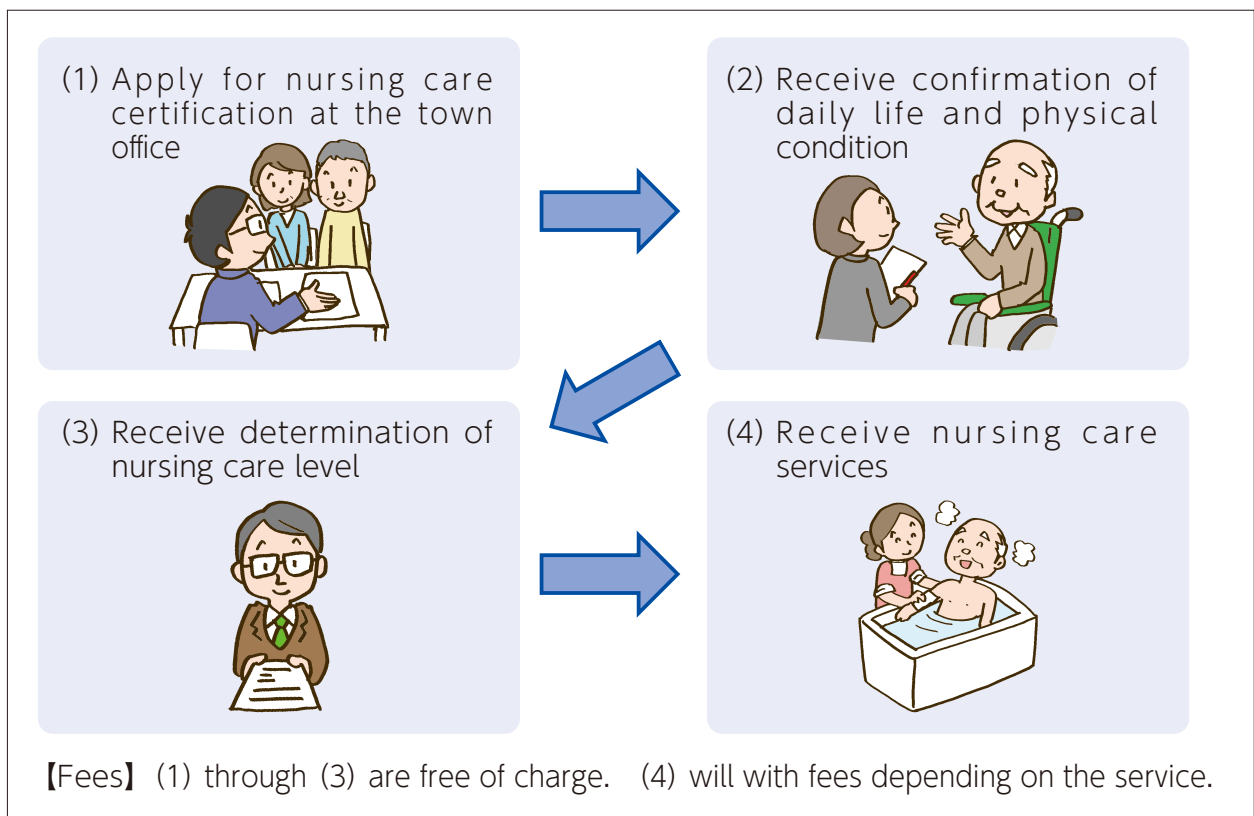 (1) Apply for nursing care
certification at the town
office
(2) Receive confirmation of
daily life and physical
condition
(3) Receive determination of
nursing care level
(4) Receive nursing care
services
【Fees】 (1) through (3) are free of charge. (4) will with fees depending on the service.